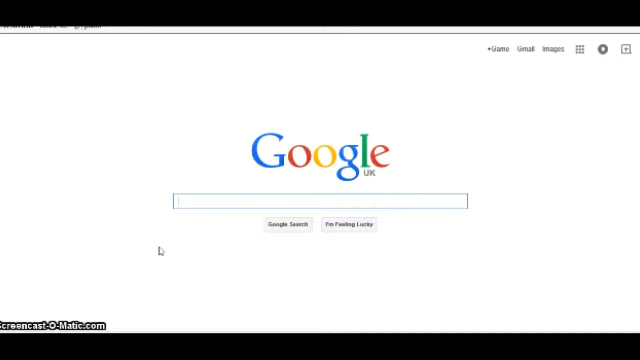 +Game Gmail Images
Google
UK
Google Search I'm Feeling Lucky
Screencast-O-Matic.com